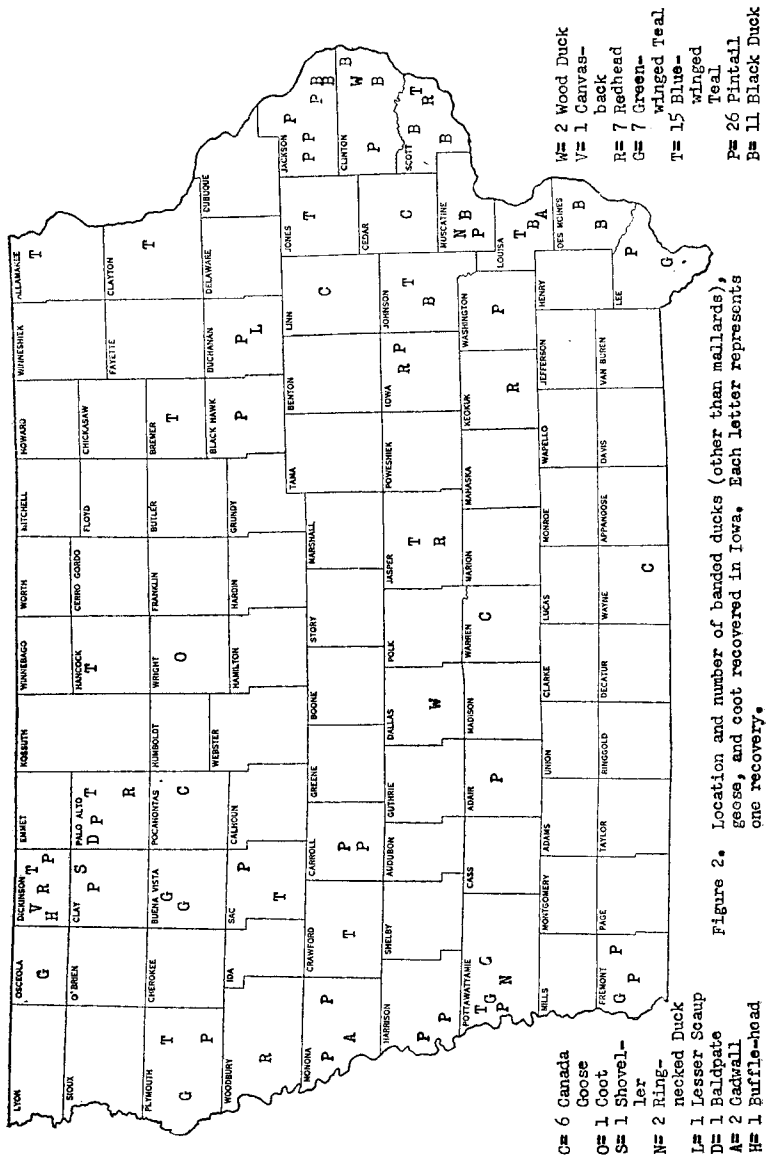 LYON OSCEOLA DICKINSON EMMET KOSSUTH WINNEBAGO WORTH MITCHELL HOWARD WINNESHIEK ALLAMAKEE
G V T H R P T
SIOUX O'BRIEN CLAY PALO ALTO HANCOCK CERRO GORDO FLOYD CHICKASAW FAYETTE CLAYTON
P S D P T R T T
PLYMOUTH CHEROKEE BUENA VISTA POCAHONTAS HUMBOLDT WRIGHT FRANKLIN BUTLER BREMER
G T P G G C O T
WOODBURY IDA SAC CALHOUN WEBSTER HAMILTON HARDIN GRUNDY BLACK HAWK BUCHANAN DELAWARE DUBUQUE
R T P P P L
MONONA CRAWFORD CARROLL GREENE BOONE STORY MARSHALL TAMA BENTON LINN JONES JACKSON
P P A T P P C T P P P P B B
HARRISON SHELBY AUDUBON GUTHRIE DALLAS POLK JASPER POWESHIEK IOWA JOHNSON CEDAR CLINTON
P P W T R R P T B C P W B B
SCOTT
B B R T
POTTAWATTAMIE CASS ADAIR MADISON WARREN MARION MAHASKA KEOKUK WASHINGTON MUSCATINE LOUISA
T G P C N P C R P N B P T B A
MILLS MONTGOMERY ADAMS UNION CLARKE LUCAS MONROE WAPELLO JEFFERSON HENRY DES MOINES
B B
FREMONT PAGE TAYLOR RINGGOLD DECATUR WAYNE APPANOOSE DAVIS VAN BUREN LEE
G P P C P G
C= 6 Canada
Goose
O= 1 Coot
S= 1 Shovel-
ler
N= 2 Ring-
necked Duck
L= 1 Lesser Scaup
D= 1 Baldpate
A= 2 Gadwall
H= 1 Buffle-head
W= 2 Wood Duck
V= 1 Canvas-
back
R= 7 Redhead
G= 7 Green-
winged Teal
T= 15 Blue-
winged
Teal
P= 26 Pintail
B= 11 Black Duck
Figure 2. Location and number of banded ducks (other than mallards),
geese, and coot recovered in Iowa. Each letter represents
one recovery.